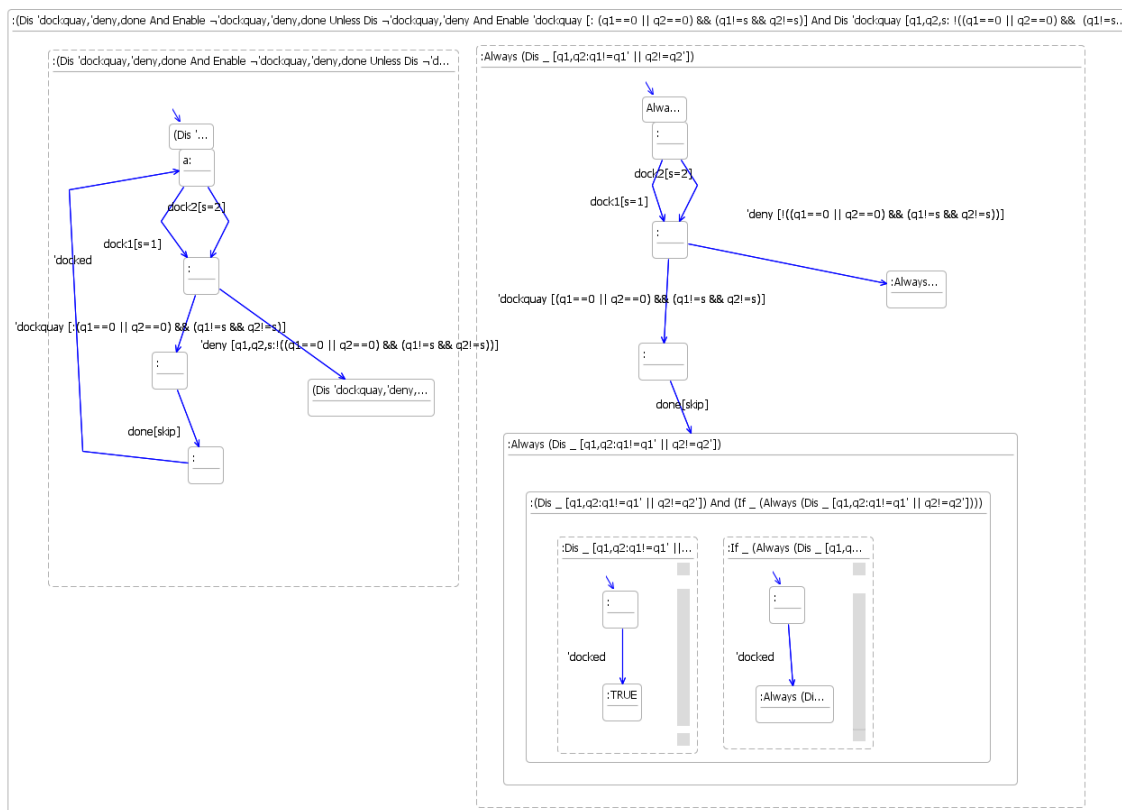 :(Dis 'dockquay,'deny,done And Enable ¬'dockquay,'deny,done Unless Dis ¬'dockquay,'deny And Enable 'dockquay [: (q1==0 || q2==0) && (q1!=s && q2!=s)] And Dis 'dockquay [q1,q2,s: !((q1==0 || q2==0) && (q1!=s...
:(Dis 'dockquay,'deny,done And Enable ¬'dockquay,'deny,done Unless Dis ¬'d...
(Dis '...
a:
dock2[s=2]
dock1[s=1]
'docked
:
'dockquay [:(q1==0 || q2==0) && (q1!=s && q2!=s)]
'deny [q1,q2,s:!((q1==0 || q2==0) && (q1!=s && q2!=s))]
:
(Dis 'dockquay,'deny,...
done[skip]
:
:Always (Dis _ [q1,q2:q1!=q1' || q2!=q2'])
Alwa...
:
dock2[s=2]
dock1[s=1]
'deny [!((q1==0 || q2==0) && (q1!=s && q2!=s))]
:
:Always...
'dockquay [(q1==0 || q2==0) && (q1!=s && q2!=s)]
:
done[skip]
:Always (Dis _ [q1,q2:q1!=q1' || q2!=q2'])
:(Dis _ [q1,q2:q1!=q1' || q2!=q2']) And (If _ (Always (Dis _ [q1,q2:q1!=q1' || q2!=q2'])))
:Dis _ [q1,q2:q1!=q1' ||...
:
'docked
:TRUE
:If _ (Always (Dis _ [q1,q...
:
'docked
:Always (Di...